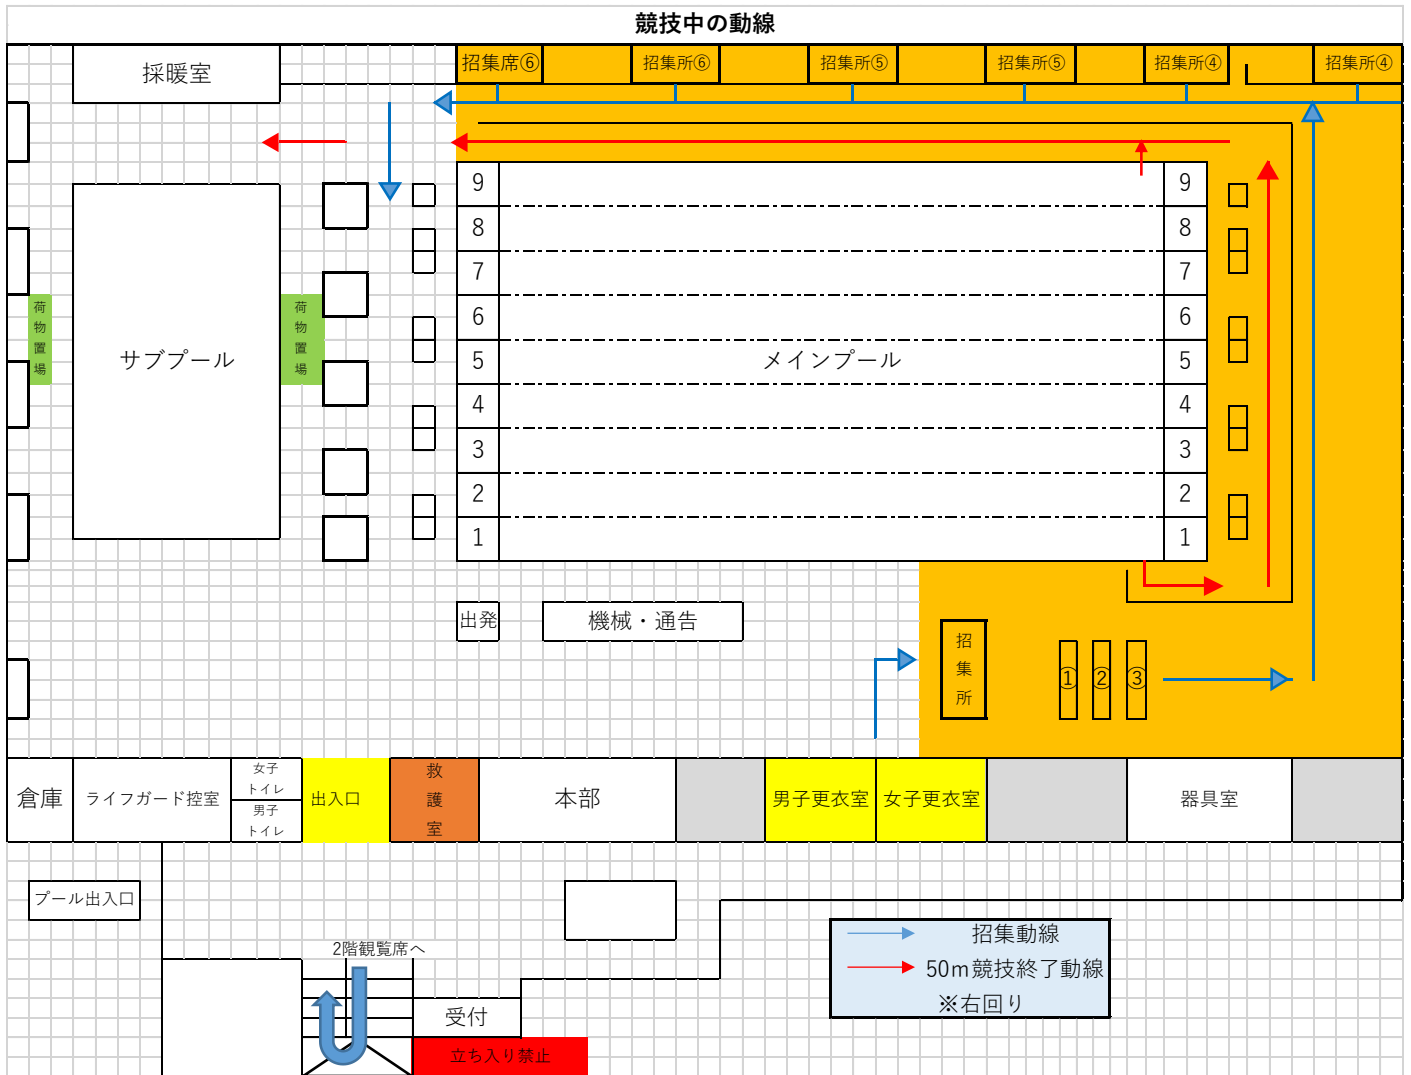 競技中の動線
採暖室
招集席⑥
招集所⑥
招集所⑤
招集所⑤
招集所④
招集所④
9
8
7
6
5
4
3
2
1
9
8
7
6
5
4
3
2
1
荷物置場
サブプール
荷物置場
メインプール
出発
機械・通告
招集所
①
②
③
倉庫
ライフガード控室
女子
トイレ
男子
トイレ
出入口
救護室
本部
男子更衣室
女子更衣室
器具室
プール出入口
2階観覧席へ
受付
立ち入り禁止
招集動線
50m競技終了動線
※右回り